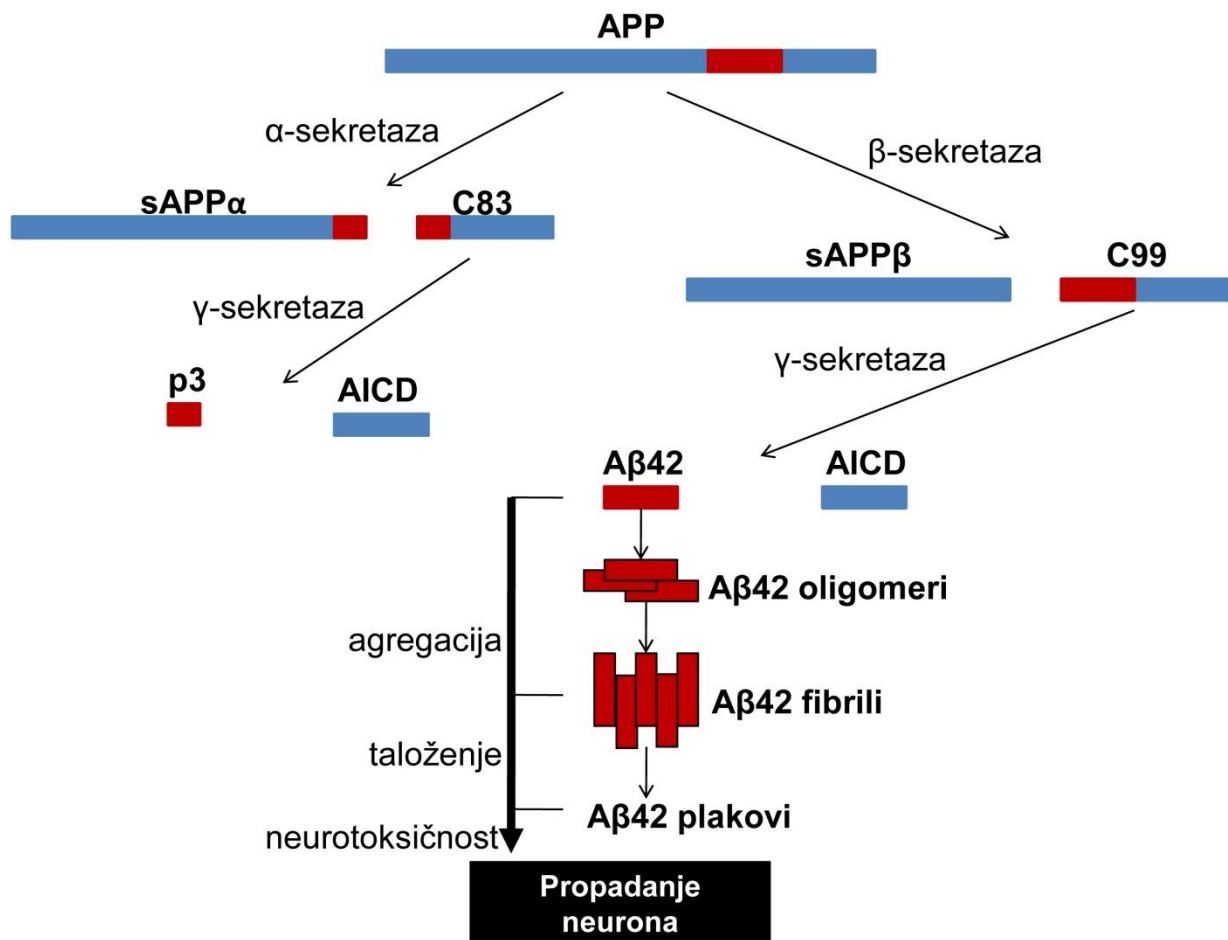 APP
α-sekretaza
β-sekretaza
sAPPα
C83
sAPPβ
C99
γ-sekretaza
γ-sekretaza
p3
AICD
Aβ42
AICD
Aβ42 oligomeri
agregacija
Aβ42 fibrili
taloženje
Aβ42 plakovi
neurotoksičnost
Propadanje
neurona